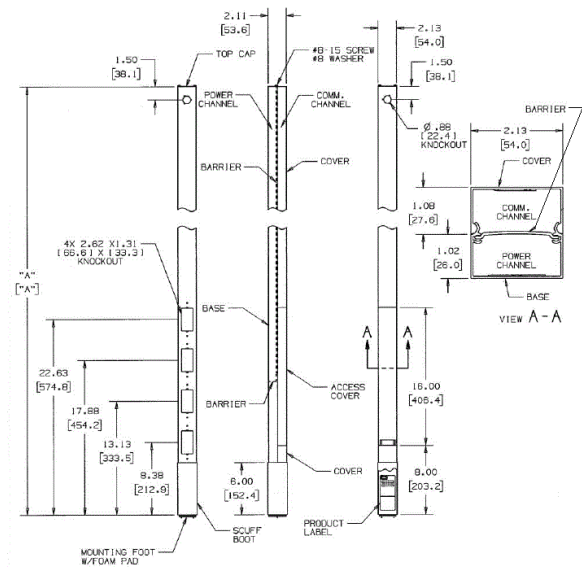 2.11
[53.6]
2.13
[54.0]
1.50
[38.1]
TOP CAP
#8-15 SCREW
#8 WASHER
1.50
[38.1]
POWER
CHANNEL
COMM.
CHANNEL
BARRIER
2.13
[54.0]
Ø .88
[22.4]
KNOCKOUT
BARRIER
COVER
COVER
1.08
[27.6]
COMM.
CHANNEL
4X 2.62 X1.31
[66.6] X [33.3]
KNOCKOUT
1.02
[26.0]
POWER
CHANNEL
"A"
["A"]
BASE
BASE
VIEW A-A
A A
22.63
[574.8]
17.88
[454.2]
BARRIER
ACCESS
COVER
16.00
[406.4]
13.13
[333.5]
8.38
[212.9]
6.00
[152.4]
COVER
8.00
[203.2]
SCUFF
BOOT
PRODUCT
LABEL
MOUNTING FOOT
W/FOAM PAD